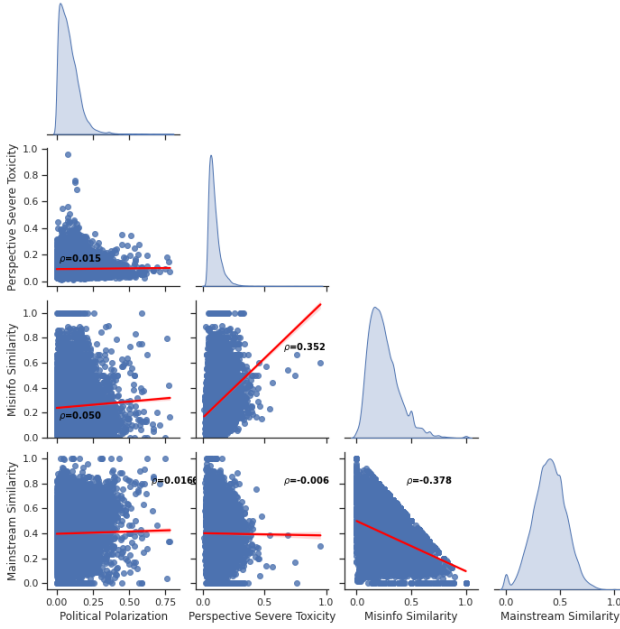 1.0
0.8
0.6
0.4
0.2
0.0
Perspective Severe Toxicity
ρ=0.015
1.0
0.8
0.6
0.4
0.2
0.0
Misinfo Similarity
ρ=0.050
ρ=0.352
1.0
0.8
0.6
0.4
0.2
0.0
Mainstream Similarity
ρ=-0.006
ρ=-0.378
0.00 0.25 0.50 0.75
0.0 0.5 1.0
0.0 0.5 1.0
0.0 0.5 1.0
Political Polarization
Perspective Severe Toxicity
Misinfo Similarity
Mainstream Similarity